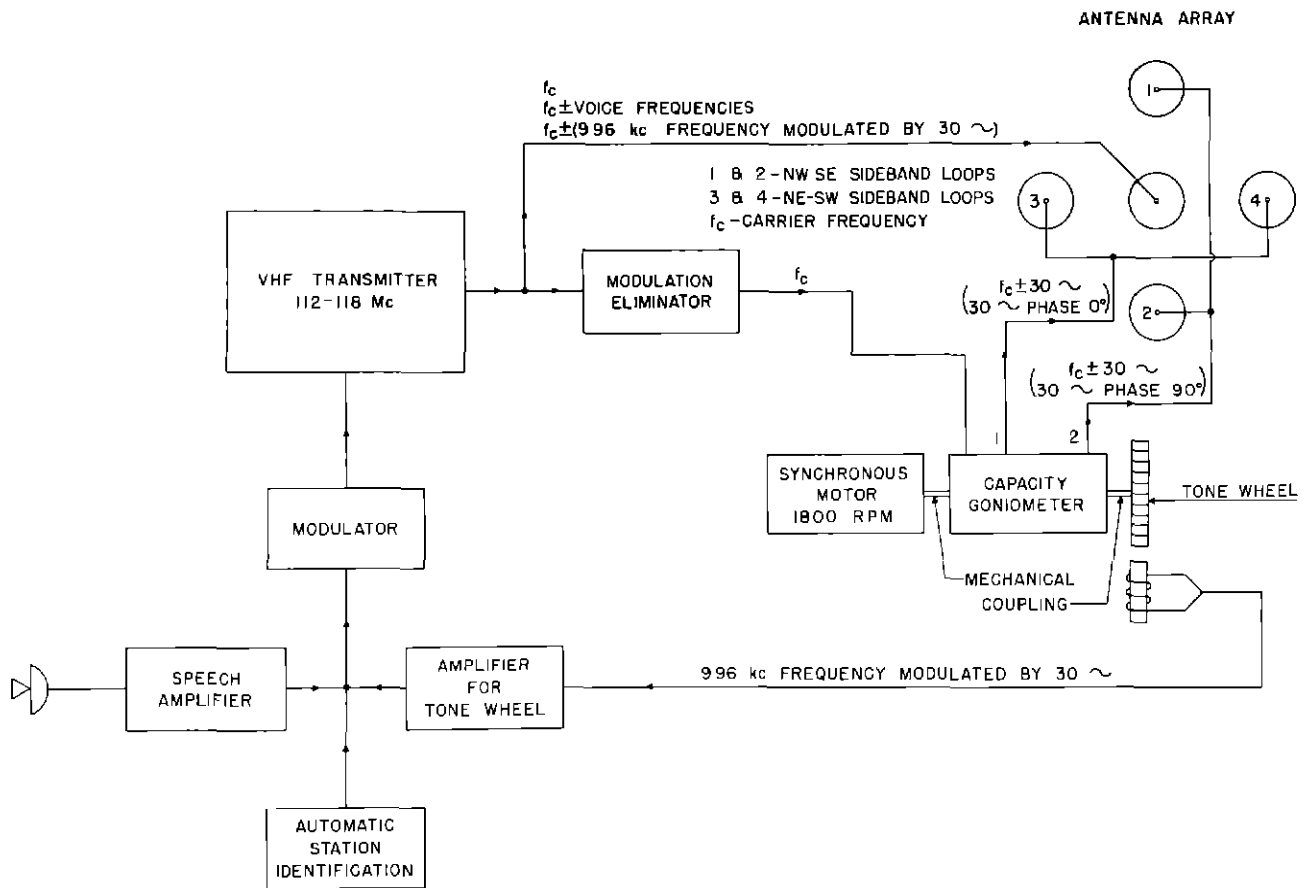 ANTENNA ARRAY
fc
fc ± VOICE FREQUENCIES
fc ± (9 96 kc FREQUENCY MODULATED BY 30 ~)
1 & 2 - NW SE SIDEBAND LOOPS
3 & 4 - NE-SW SIDEBAND LOOPS
fc - CARRIER FREQUENCY
1
3
4
2
VHF TRANSMITTER
112-118 Mc
MODULATION
ELIMINATOR
fc
fc ± 30 ~
(30 ~ PHASE 0°)
fc ± 30 ~
(30 ~ PHASE 90°)
1
2
SYNCHRONOUS
MOTOR
1800 RPM
CAPACITY
GONIOMETER
TONE WHEEL
MODULATOR
MECHANICAL
COUPLING
SPEECH
AMPLIFIER
AMPLIFIER
FOR
TONE WHEEL
9 96 kc FREQUENCY MODULATED BY 30 ~
AUTOMATIC
STATION
IDENTIFICATION